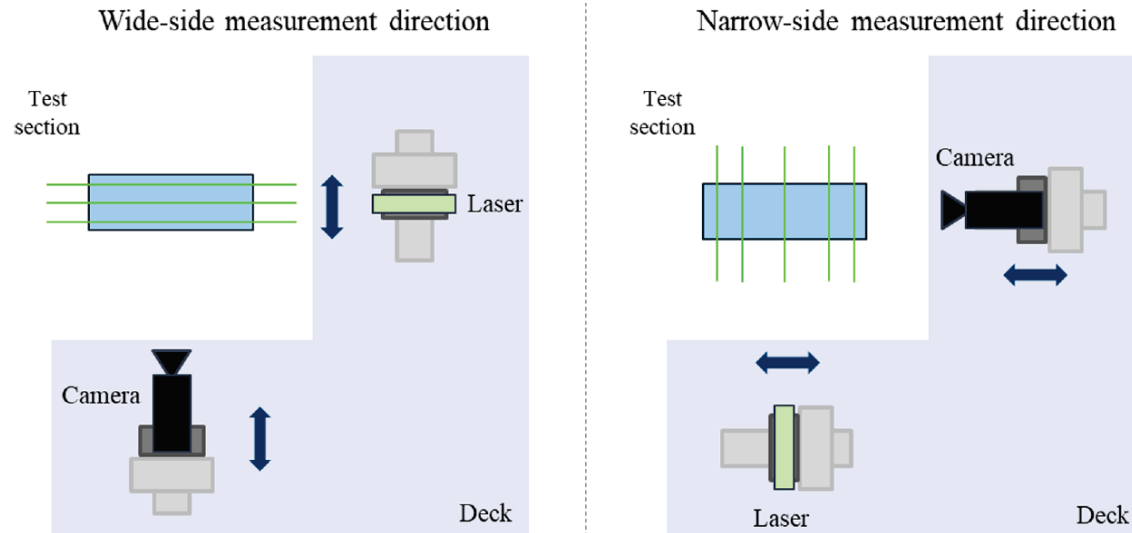 Wide-side measurement direction
Test
section
Laser
Camera
Deck
Narrow-side measurement direction
Test
section
Camera
Laser
Deck